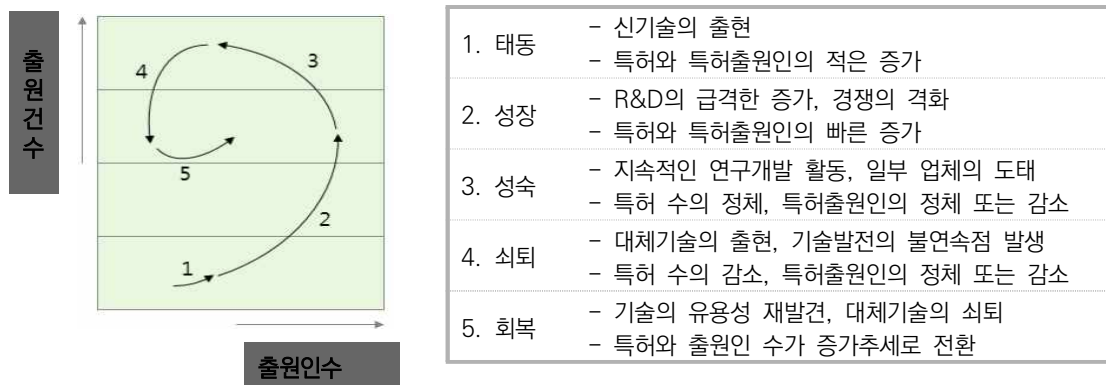 출원건수
1
2
3
4
5
출원인수
1. 태동
- 신기술의 출현
- 특허와 특허출원인의 적은 증가
2. 성장
- R&D의 급격한 증가, 경쟁의 격화
- 특허와 특허출원인의 빠른 증가
3. 성숙
- 지속적인 연구개발 활동, 일부 업체의 도태
- 특허 수의 정체, 특허출원인의 정체 또는 감소
4. 쇠퇴
- 대체기술의 출현, 기술발전의 불연속점 발생
- 특허 수의 감소, 특허출원인의 정체 또는 감소
5. 회복
- 기술의 유용성 재발견, 대체기술의 쇠퇴
- 특허와 출원인 수가 증가추세로 전환